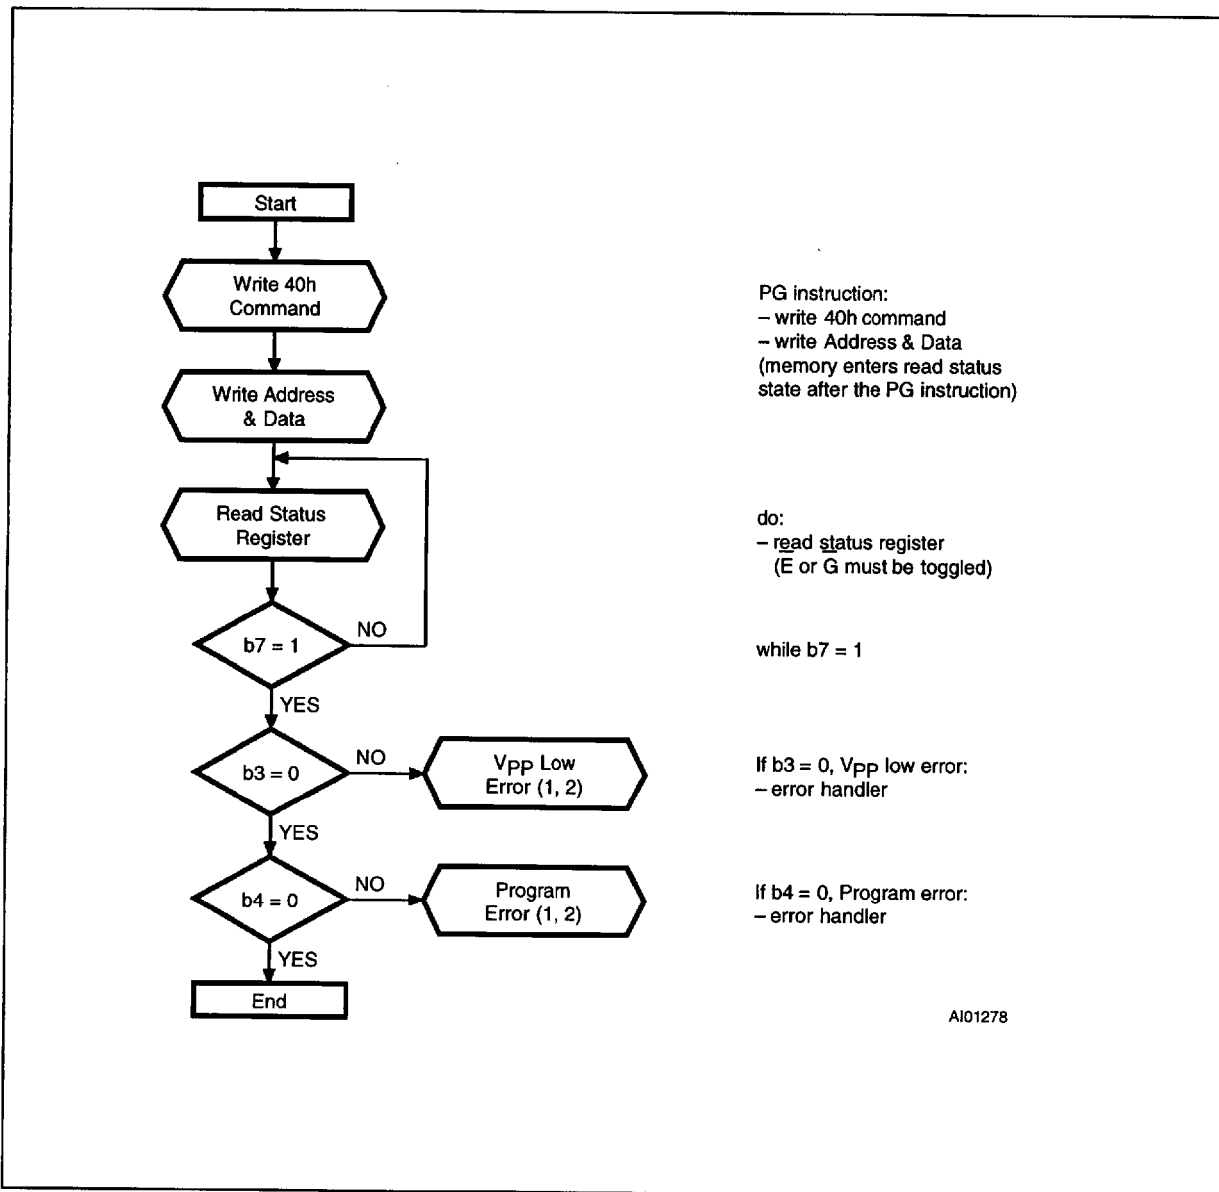 Start
Write 40h
Command
PG instruction:
– write 40h command
– write Address & Data
(memory enters read status
state after the PG instruction)
Write Address
& Data
Read Status
Register
do:
– read status register
(E̅ or G̅ must be toggled)
b7 = 1
NO
while b7 = 1
YES
b3 = 0
NO
VPP Low
Error (1, 2)
If b3 = 0, VPP low error:
– error handler
YES
b4 = 0
NO
Program
Error (1, 2)
If b4 = 0, Program error:
– error handler
YES
End
AI01278